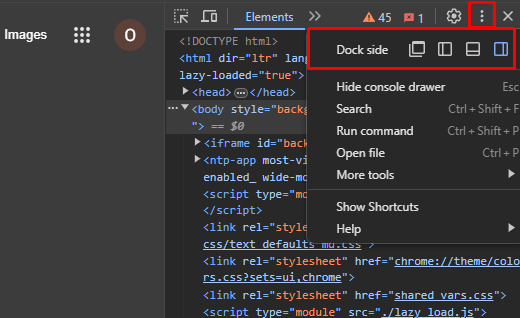 Images
O
Elements
45
1
<!DOCTYPE html>
<html dir="ltr" lang
lazy-loaded="true">
<head>
<body style="backg
"> == $0
<iframe id="bac
<ntp-app most-vi
enabled_ wide-mo
<script type="mod
</script>
<link rel="style
css/text_defaults_md.css">
<link rel="stylesheet" href="chrome://theme/colo
rs.css?sets=ui,chrome">
<link rel="stylesheet" href="shared_vars.css">
<script type="module" src="./lazy_load.js">
Dock side
Hide console drawer Esc
Search Ctrl + Shift + F
Run command Ctrl + Shift + P
Open file Ctrl + P
More tools
Show Shortcuts
Help